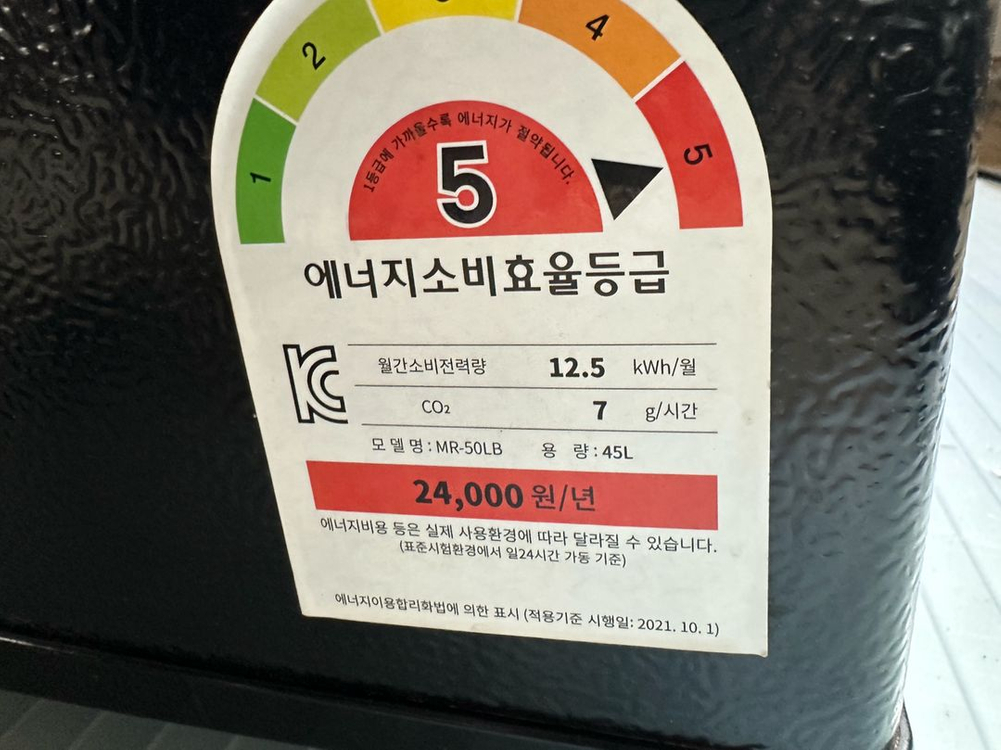 1
2
3
4
5
1등급에 가까울수록 에너지가 절약됩니다.
5
에너지소비효율등급
KC
월간소비전력량 12.5 kWh/월
CO₂ 7 g/시간
모델명 : MR-50LB 용 량 : 45L
24,000 원/년
에너지비용 등은 실제 사용환경에 따라 달라질 수 있습니다.
(표준시험환경에서 일24시간 가동 기준)
에너지이용합리화법에 의한 표시 (적용기준 시행일: 2021. 10. 1)